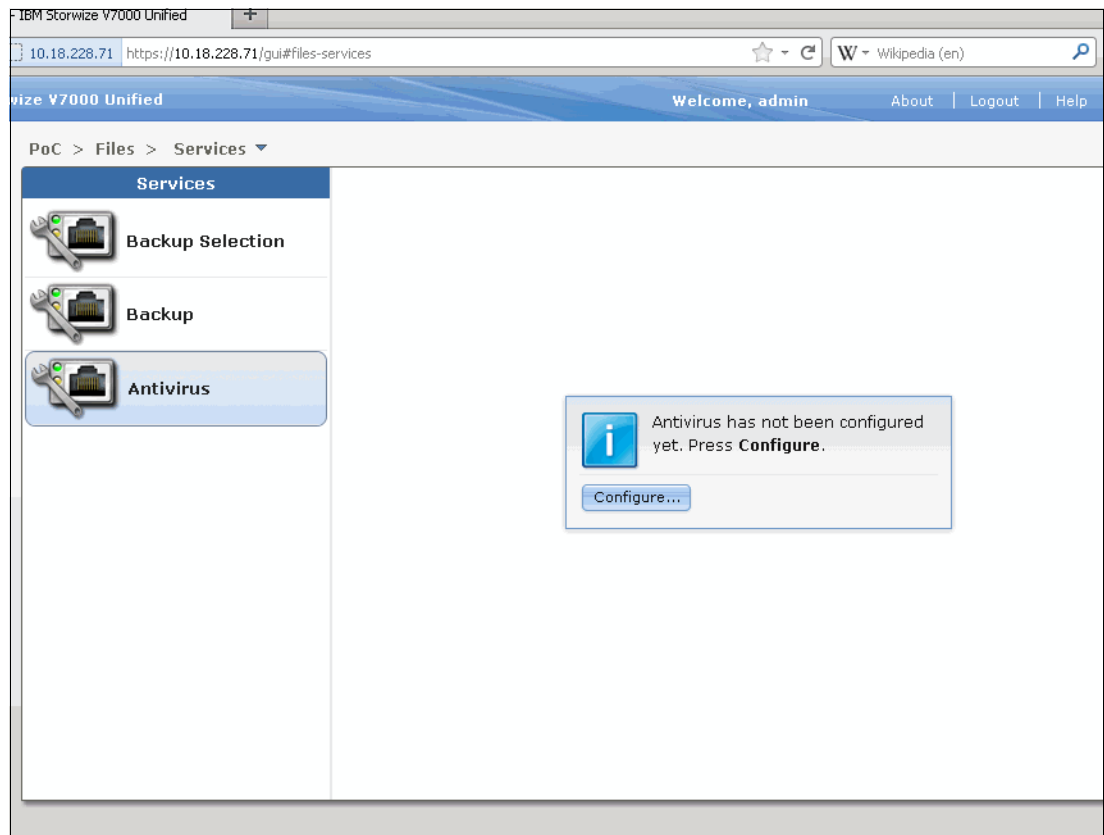 - IBM Storwize V7000 Unified +
10.18.228.71 https://10.18.228.71/gui#files-services W Wikipedia (en)
wize V7000 Unified Welcome, admin About | Logout | Help
PoC > Files > Services
Services
Backup Selection
Backup
Antivirus
Antivirus has not been configured
yet. Press Configure.
Configure...